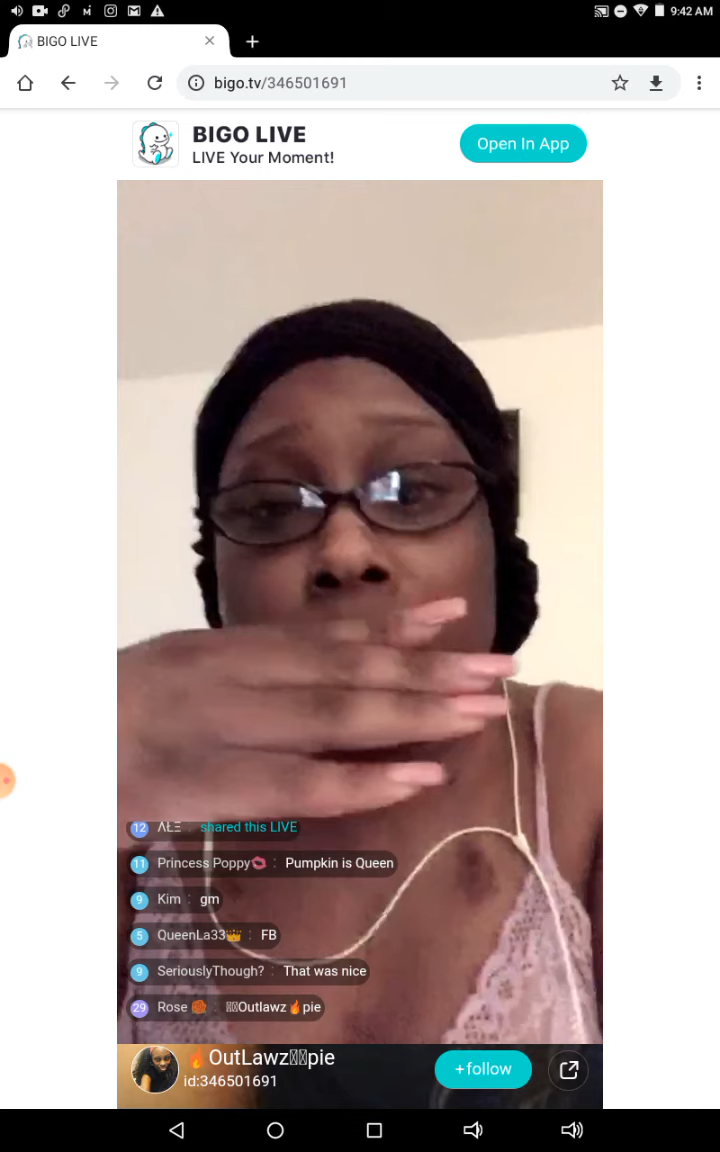 9:42 AM
BIGO LIVE
bigo.tv/346501691
BIGO LIVE
LIVE Your Moment!
Open In App
12 ΛŁΞ : shared this LIVE
11 Princess Poppy💋 : Pumpkin is Queen
9 Kim : gm
5 QueenLa33👑 : FB
9 SeriouslyThough? : That was nice
29 Rose 🌹 : Outlawz🔥pie
🔥OutLawzpie
id:346501691
+follow